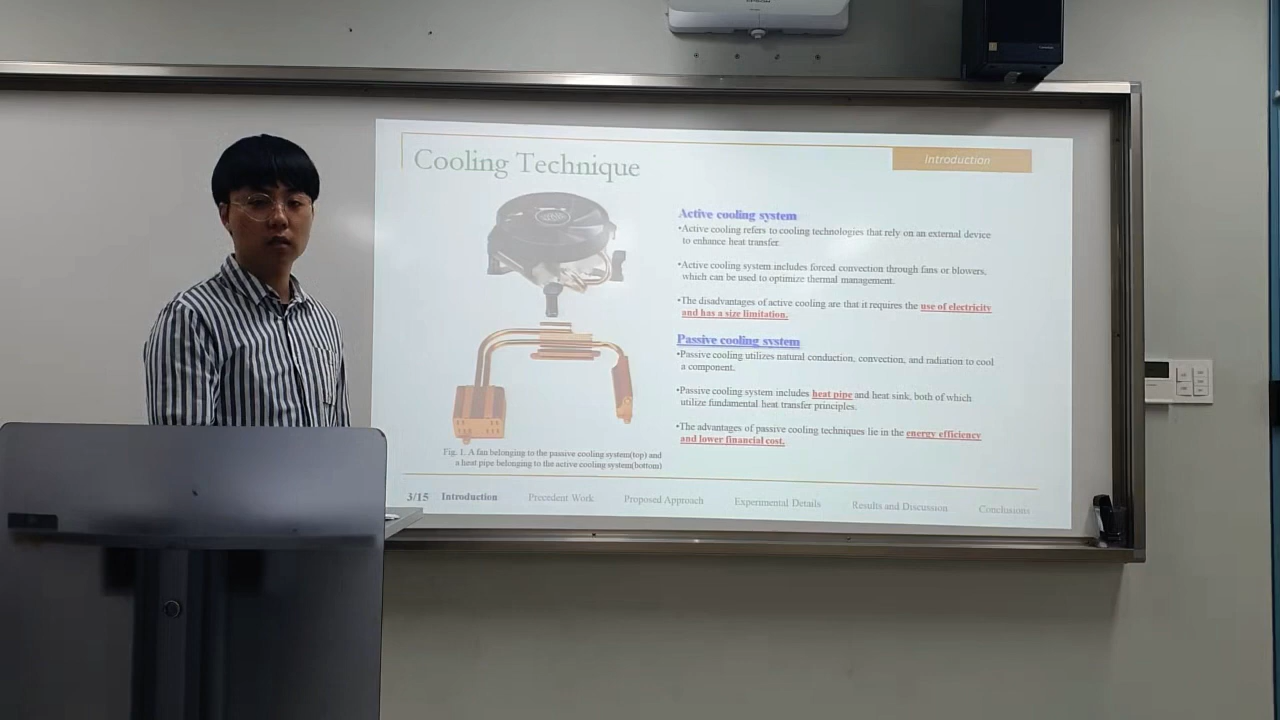 EPSON
Cooling Technique
Introduction
Active cooling system
•Active cooling refers to cooling technologies that rely on an external device
to enhance heat transfer.
•Active cooling system includes forced convection through fans or blowers,
which can be used to optimize thermal management.
•The disadvantages of active cooling are that it requires the use of electricity
and has a size limitation.
Passive cooling system
•Passive cooling utilizes natural conduction, convection, and radiation to cool
a component.
•Passive cooling system includes heat pipe and heat sink, both of which
utilize fundamental heat transfer principles.
•The advantages of passive cooling techniques lie in the energy efficiency
and lower financial cost.
Fig. 1. A fan belonging to the passive cooling system(top) and
a heat pipe belonging to the active cooling system(bottom)
3/15 Introduction Precedent Work Proposed Approach Experimental Details Results and Discussion Conclusions